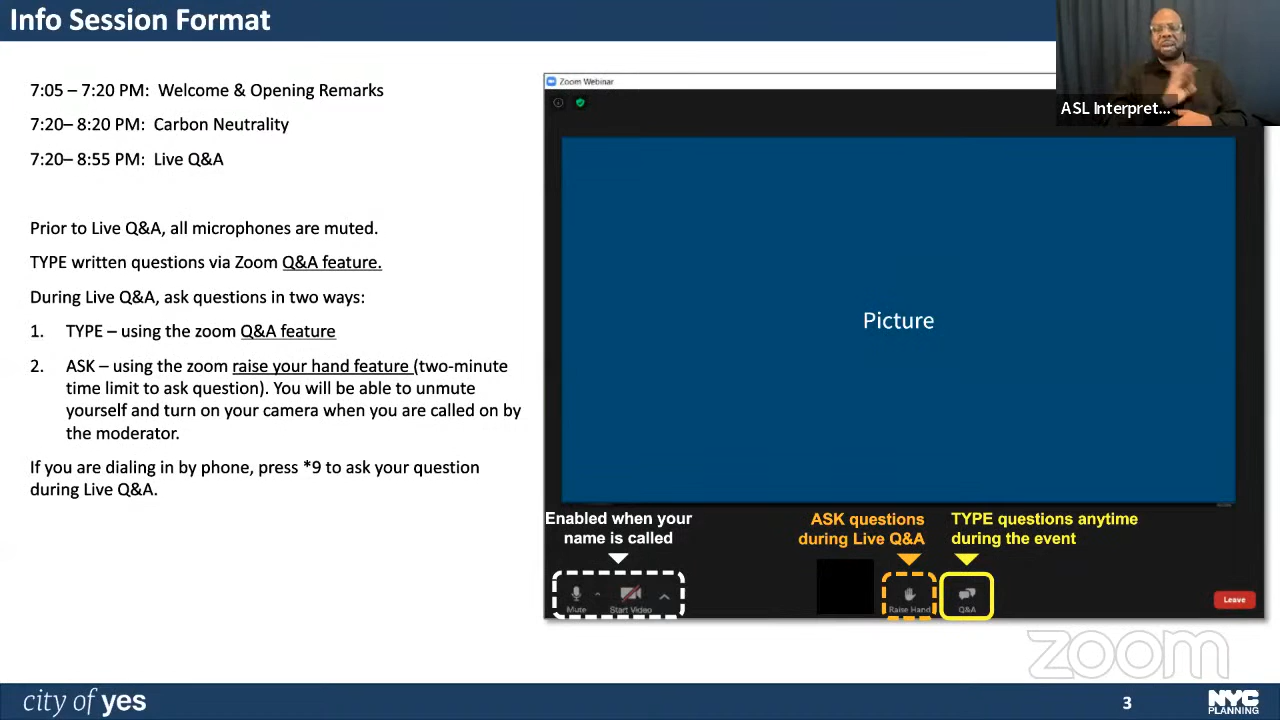 Info Session Format
7:05 – 7:20 PM:  Welcome & Opening Remarks
7:20– 8:20 PM:  Carbon Neutrality
7:20– 8:55 PM:  Live Q&A
Prior to Live Q&A, all microphones are muted.
TYPE written questions via Zoom Q&A feature.
During Live Q&A, ask questions in two ways:
1. TYPE – using the zoom Q&A feature
2. ASK – using the zoom raise your hand feature (two-minute
time limit to ask question). You will be able to unmute
yourself and turn on your camera when you are called on by
the moderator.
If you are dialing in by phone, press *9 to ask your question
during Live Q&A.
Zoom Webinar
ASL Interpret...
Picture
Enabled when your
name is called
ASK questions
during Live Q&A
TYPE questions anytime
during the event
Mute
Start Video
Raise Hand
Q&A
Leave
zoom
city of yes
3
NYC
PLANNING